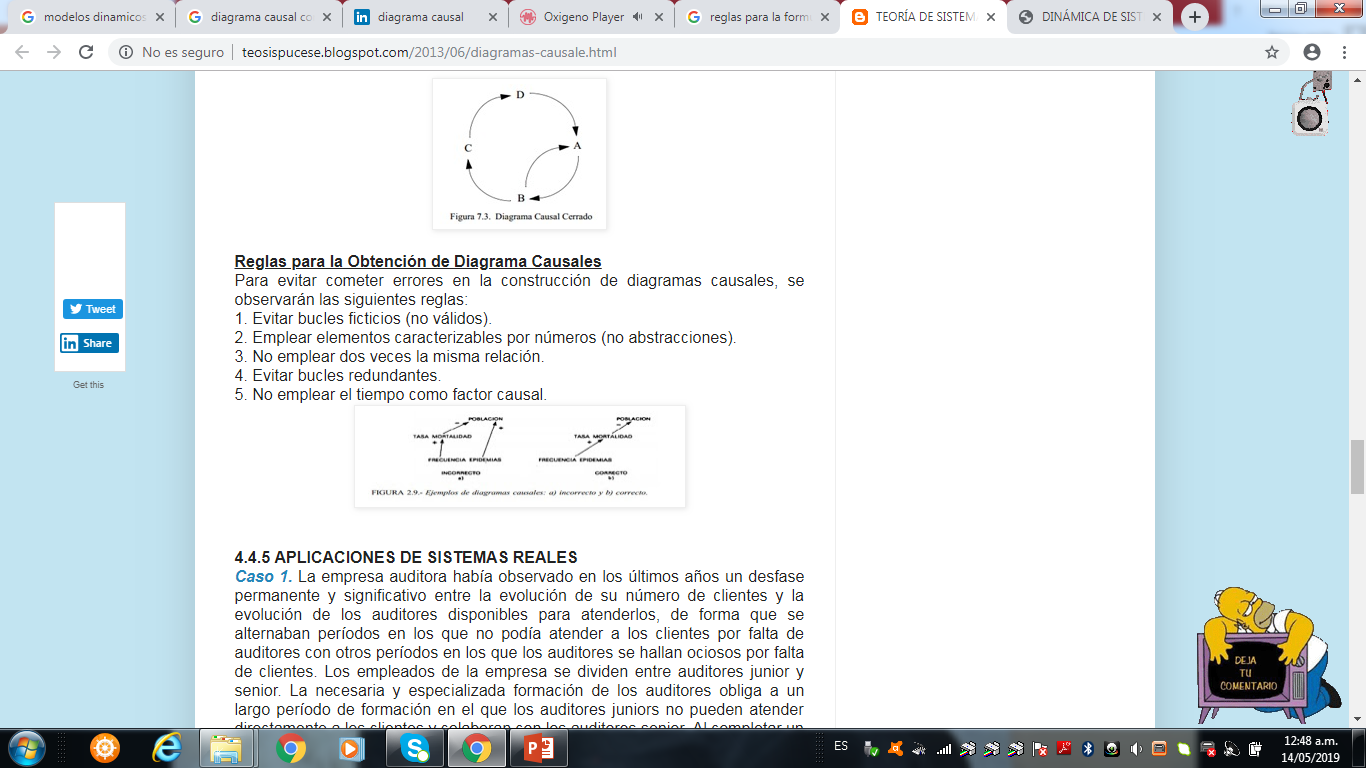 modelos dinamicos
diagrama causal co
diagrama causal
Oxigeno Player
reglas para la form
TEORÍA DE SISTEM
DINÁMICA DE SIST
No es seguro
teosispucese.blogspot.com/2013/06/diagramas-causale.html
D
C
A
B
Figura 7.3. Diagrama Causal Cerrado
Reglas para la Obtención de Diagrama Causales
Para evitar cometer errores en la construcción de diagramas causales, se
observarán las siguientes reglas:
1. Evitar bucles ficticios (no válidos).
2. Emplear elementos caracterizables por números (no abstracciones).
3. No emplear dos veces la misma relación.
4. Evitar bucles redundantes.
5. No emplear el tiempo como factor causal.
Tweet
Share
Get this
POBLACION
POBLACION
TASA MORTALIDAD
TASA MORTALIDAD
FRECUENCIA EPIDEMIAS
FRECUENCIA EPIDEMIAS
INCORRECTO
a)
CORRECTO
b)
FIGURA 2.9.- Ejemplos de diagramas causales: a) incorrecto y b) correcto.
4.4.5 APLICACIONES DE SISTEMAS REALES
Caso 1. La empresa auditora había observado en los últimos años un desfase
permanente y significativo entre la evolución de su número de clientes y la
evolución de los auditores disponibles para atenderlos, de forma que se
alternaban períodos en los que no podía atender a los clientes por falta de
auditores con otros períodos en los que los auditores se hallan ociosos por falta
de clientes. Los empleados de la empresa se dividen entre auditores junior y
senior. La necesaria y especializada formación de los auditores obliga a un
largo período de formación en el que los auditores juniors no pueden atender
directamente a los clientes y colaboran con los auditores senior. Al completar un
DEJA
TU
COMENTARIO
ES
12:48 a.m.
14/05/2019